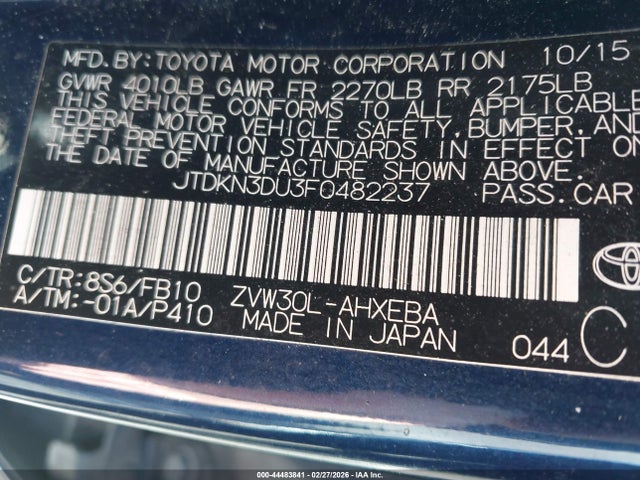 MFD.BY:TOYOTA MOTOR CORPORATION 10/15
GVWR 4010LB GAWR FR 2270LB RR 2175LB
THIS VEHICLE CONFORMS TO ALL APPLICABLE
FEDERAL MOTOR VEHICLE SAFETY,BUMPER,AND
THEFT PREVENTION STANDARDS IN EFFECT ON
THE DATE OF MANUFACTURE SHOWN ABOVE.
JTDKN3DU3F0482237 PASS.CAR
C/TR:8S6/FB10 ZVW30L-AHXEBA
A/TM:-01A/P410 MADE IN JAPAN 044 C
000-44483841 - 02/27/2026 - IAA Inc.